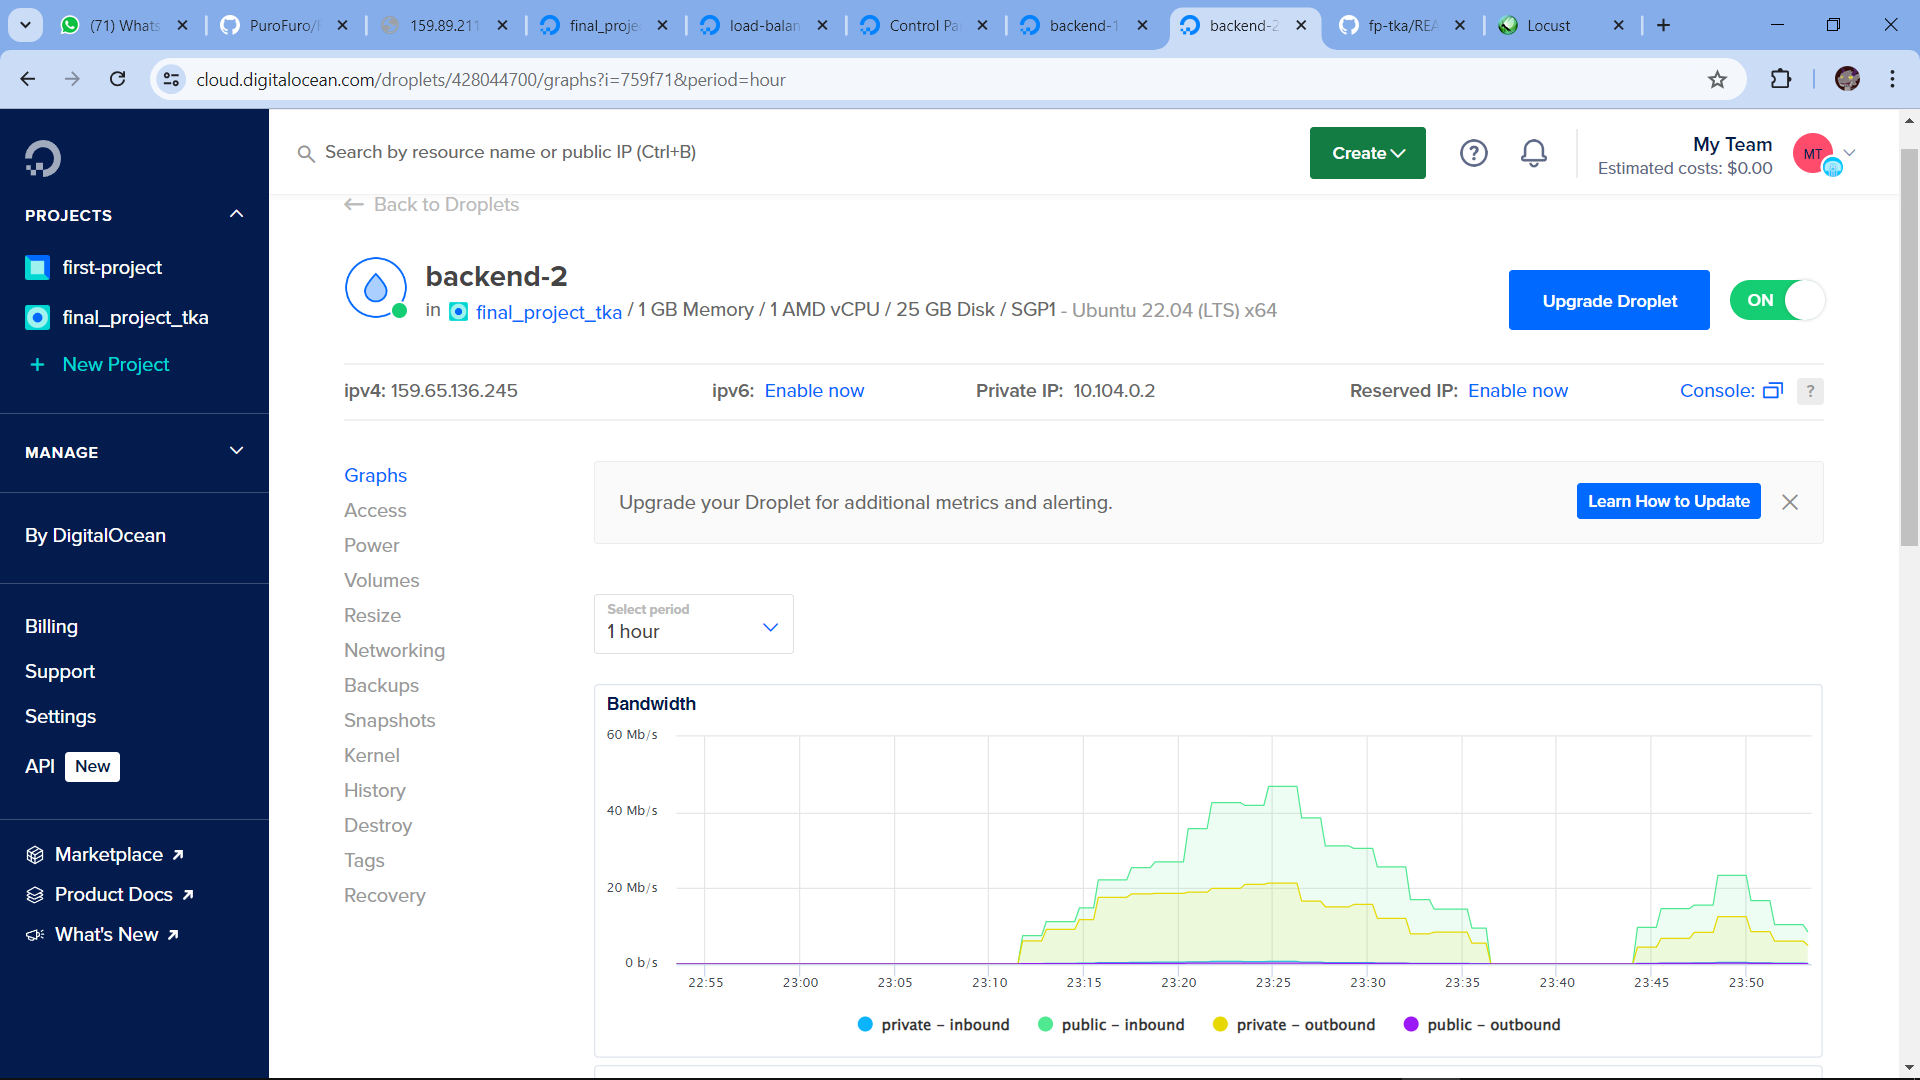 (71) Whats
PuroFuro/F
159.89.211
final_proje
load-balan
Control Pa
backend-1
backend-2
fp-tka/REA
Locust
cloud.digitalocean.com/droplets/428044700/graphs?i=759f71&period=hour
Search by resource name or public IP (Ctrl+B)
Create
My Team
Estimated costs: $0.00
MT
PROJECTS
first-project
final_project_tka
+ New Project
MANAGE
By DigitalOcean
Billing
Support
Settings
API New
Marketplace
Product Docs
What's New
← Back to Droplets
backend-2
in final_project_tka / 1 GB Memory / 1 AMD vCPU / 25 GB Disk / SGP1 - Ubuntu 22.04 (LTS) x64
Upgrade Droplet
ON
ipv4: 159.65.136.245
ipv6: Enable now
Private IP: 10.104.0.2
Reserved IP: Enable now
Console: ?
Graphs
Access
Power
Volumes
Resize
Networking
Backups
Snapshots
Kernel
History
Destroy
Tags
Recovery
Upgrade your Droplet for additional metrics and alerting.
Learn How to Update
Select period
1 hour
Bandwidth
60 Mb/s
40 Mb/s
20 Mb/s
0 b/s
22:55 23:00 23:05 23:10 23:15 23:20 23:25 23:30 23:35 23:40 23:45 23:50
private – inbound public – inbound private – outbound public – outbound